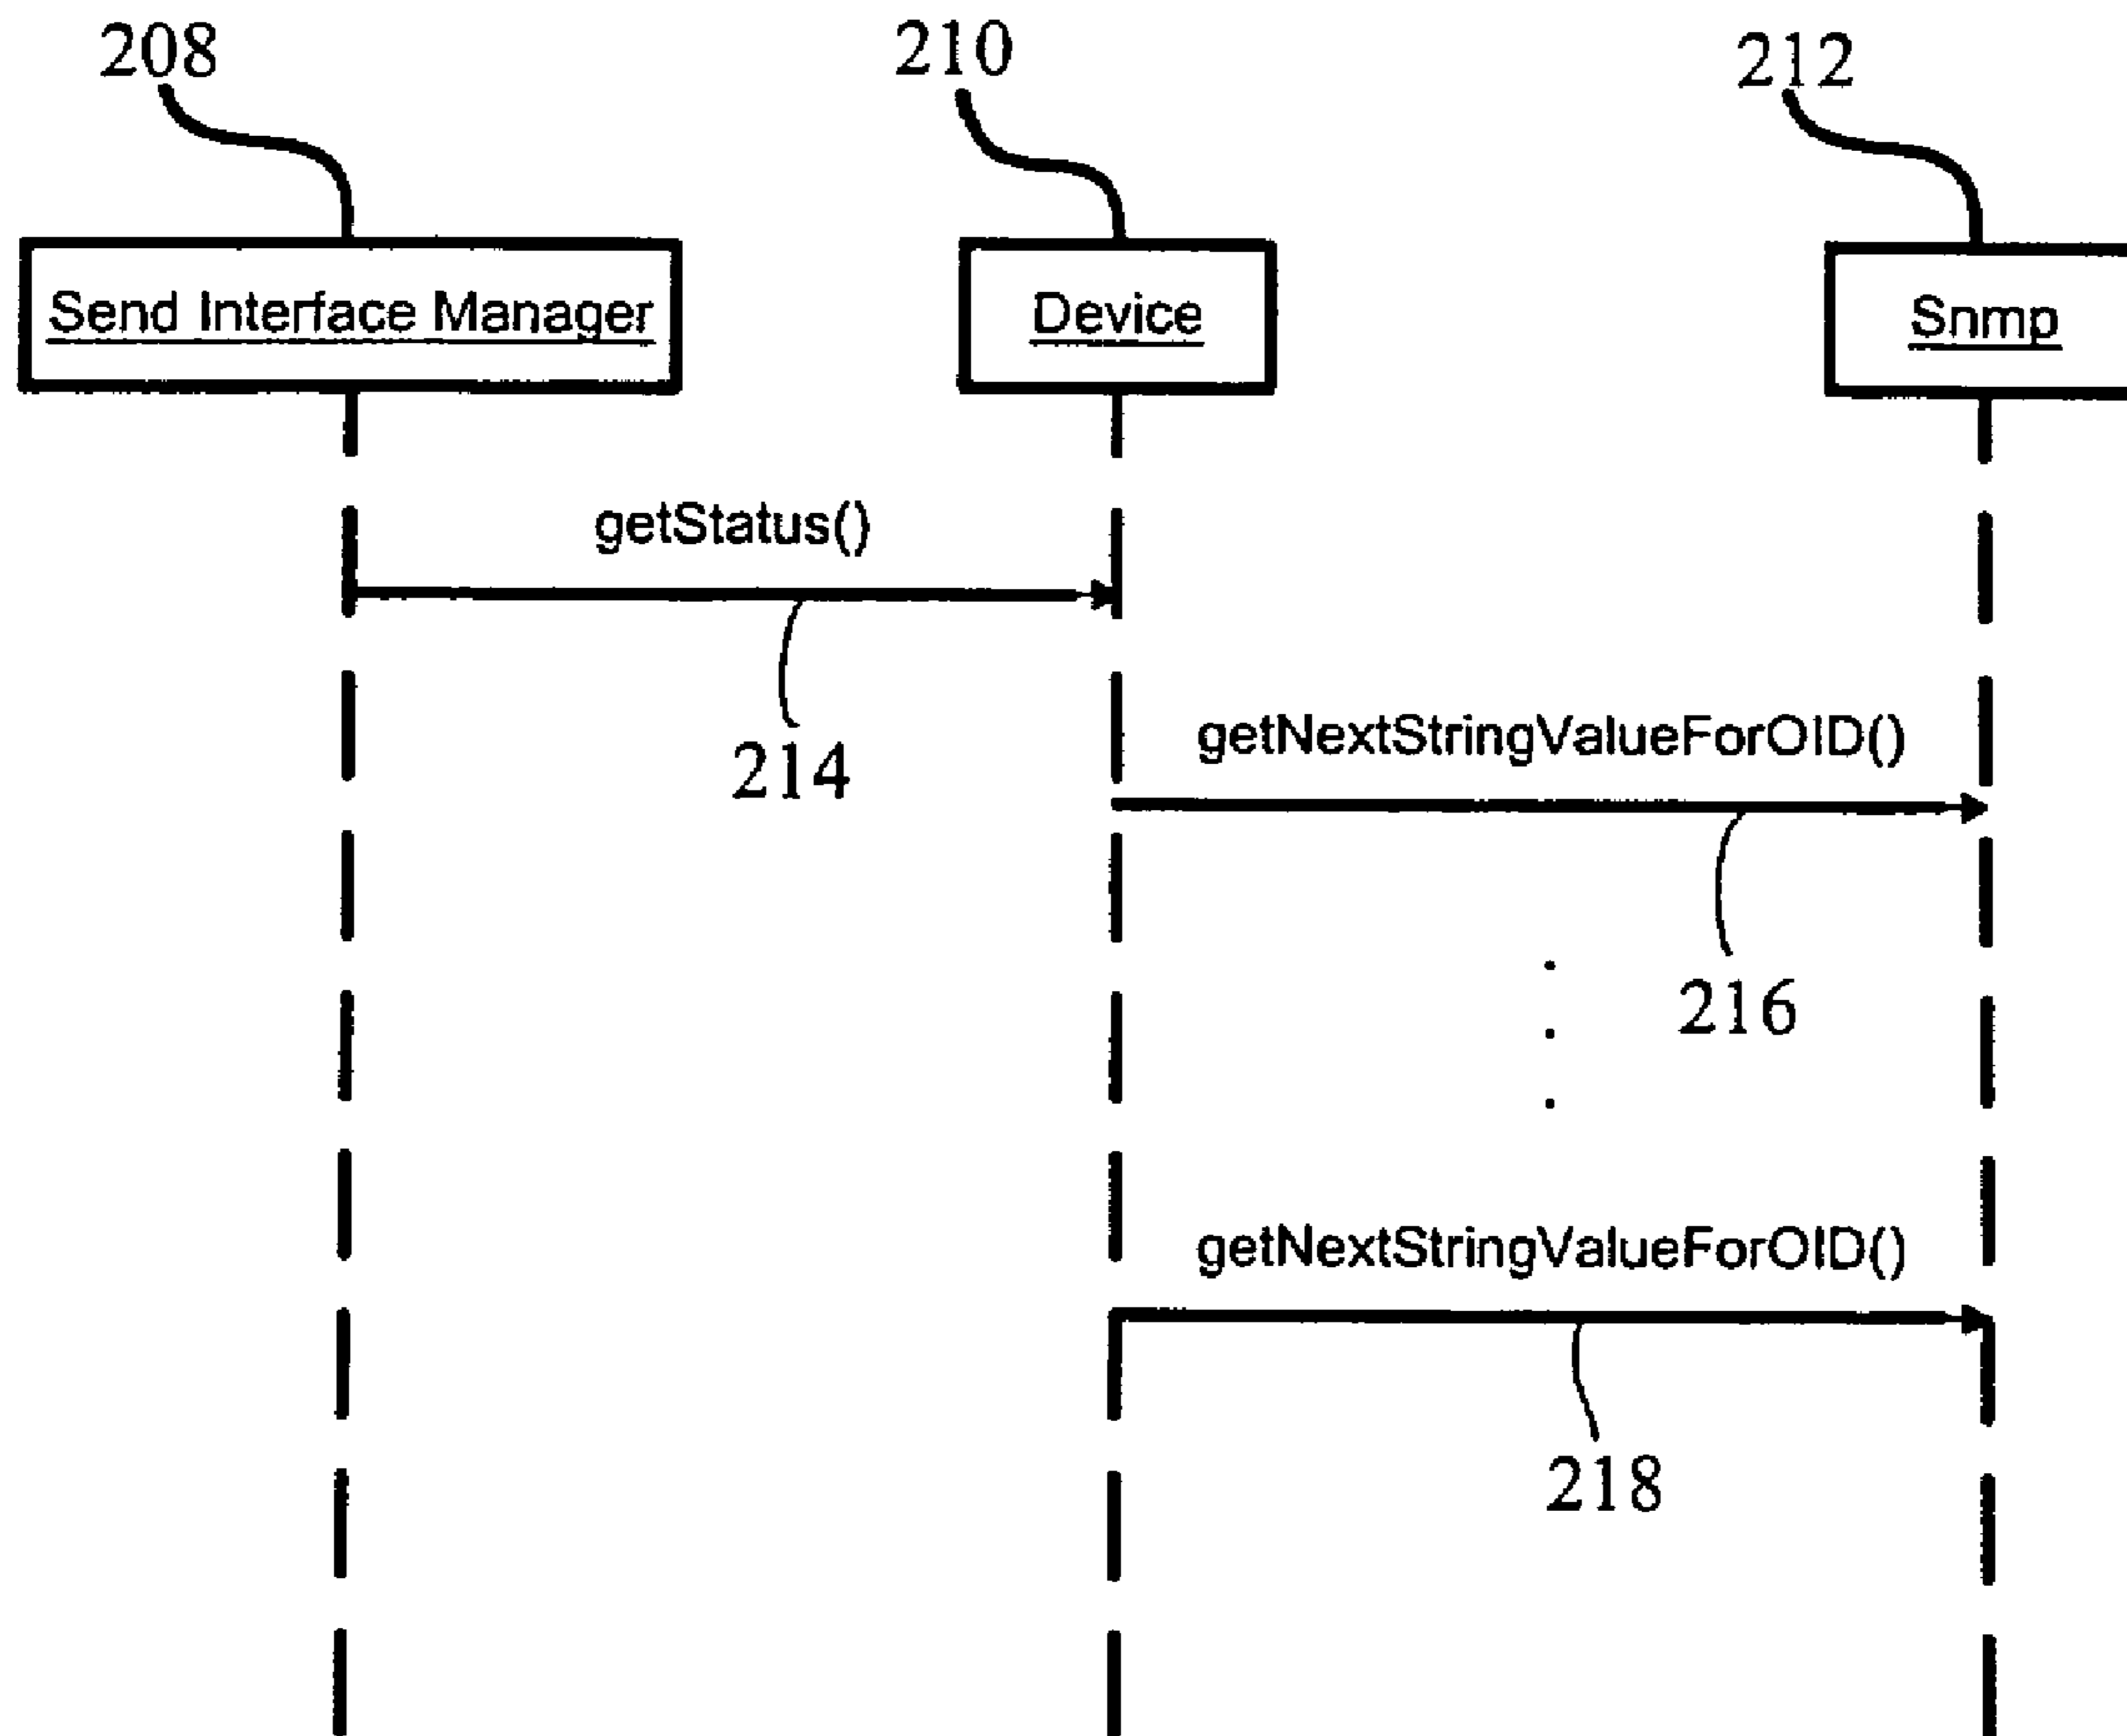 208
210
212
Send Interface Manager
Device
Snmp
getStatus()
214
getNextStringValueForOID()
216
getNextStringValueForOID()
218